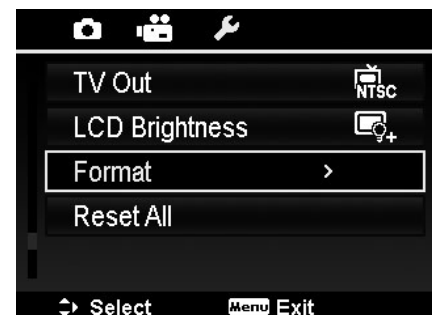 TV Out NTSC
LCD Brightness
Format
Reset All
Select Menu Exit